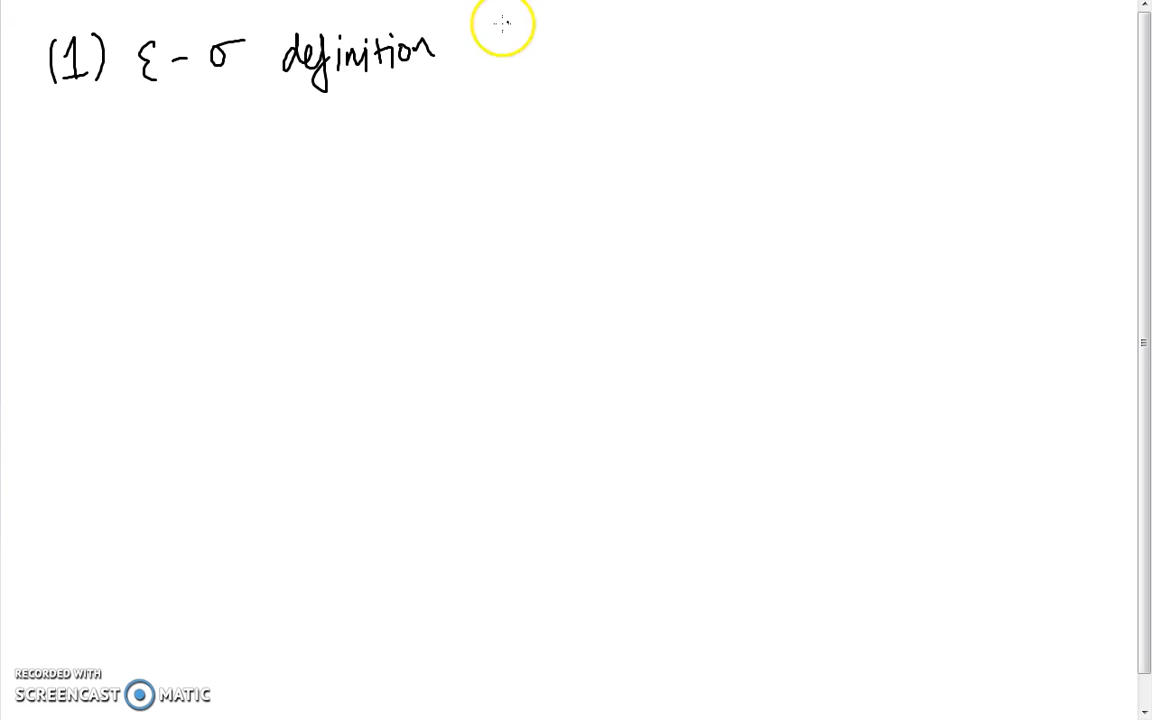 (1) ε - σ definition
RECORDED WITH
SCREENCAST MATIC